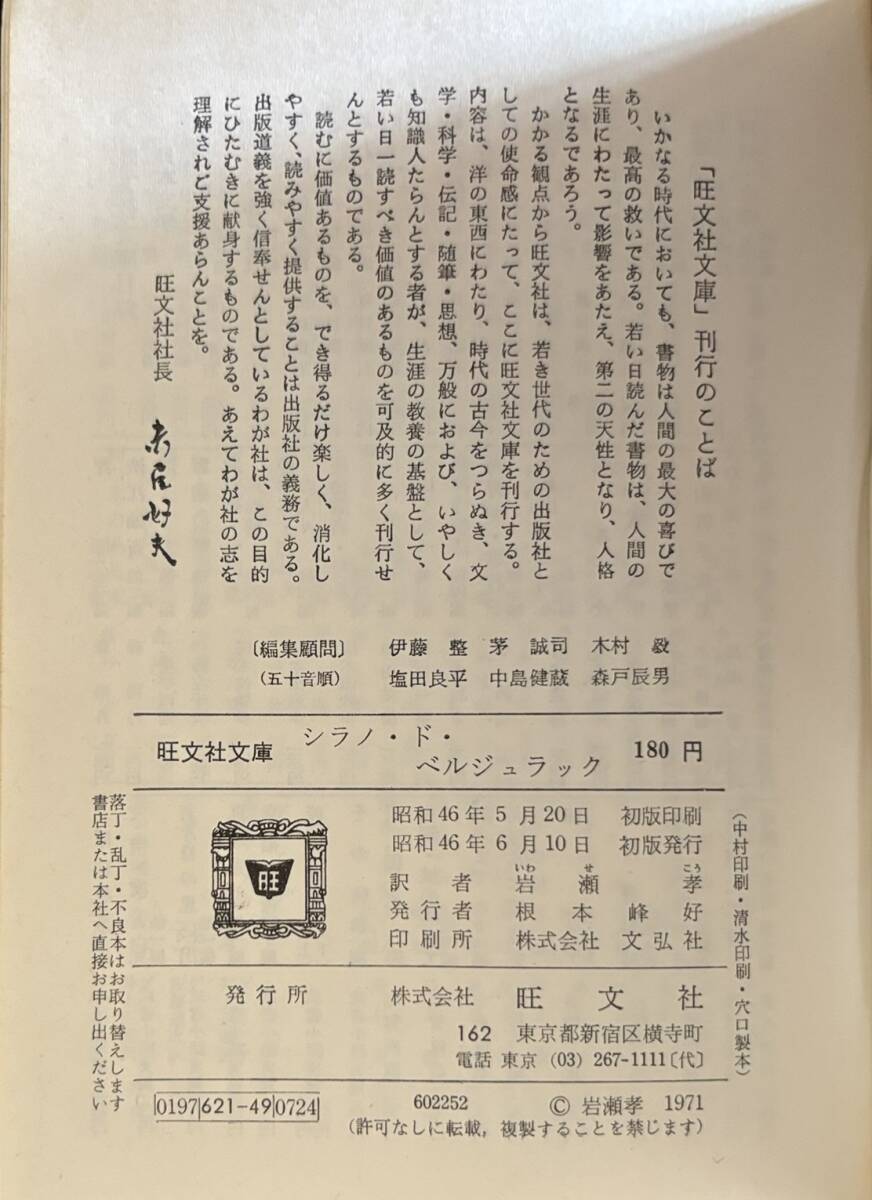 「旺文社文庫」刊行のことば
いかなる時代においても、書物は人間の最大の喜びで
あり、最高の救いである。若い日読んだ書物は、人間の
生涯にわたって影響をあたえ、第二の天性となり、人格
となるであろう。
かかる観点から旺文社は、若き世代のための出版社と
しての使命感にたって、ここに旺文社文庫を刊行する。
内容は、洋の東西にわたり、時代の古今をつらぬき、文
学・科学・伝記・随筆・思想、万般におよび、いやしく
も知識人たらんとする者が、生涯の教養の基盤として、
若い日一読すべき価値のあるものを可及的に多く刊行せ
んとするものである。
読むに価値あるものを、でき得るだけ楽しく、消化し
やすく、読みやすく提供することは出版社の義務である。
出版道義を強く信奉せんとしているわが社は、この目的
にひたむきに献身するものである。あえてわが社の志を
理解されご支援あらんことを。
旺文社社長 赤尾好夫
〔編集顧問〕 伊藤 整 茅 誠司 木村 毅
(五十音順) 塩田良平 中島健蔵 森戸辰男
旺文社文庫 シラノ・ド・
ベルジュラック 180 円
昭和 46 年 5 月 20 日 初版印刷
昭和 46 年 6 月 10 日 初版発行
いわ せ こう
訳者 岩瀬 孝
発行者 根本峰好
印刷所 株式会社 文弘社
旺
発行所 株式会社 旺文社
162 東京都新宿区横寺町
電話 東京 (03) 267-1111〔代〕
0197|621-49|0724
602252 © 岩瀬孝 1971
(許可なしに転載, 複製することを禁じます)
(中村印刷・清水印刷・穴口製本)
落丁・乱丁・不良本はお取り替えします
書店または本社へ直接お申し出ください